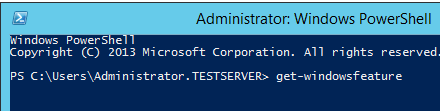 Administrator: Windows PowerShell
Windows PowerShell
Copyright (C) 2013 Microsoft Corporation. All rights reserved.
PS C:\Users\Administrator.TESTSERVER> get-windowsfeature